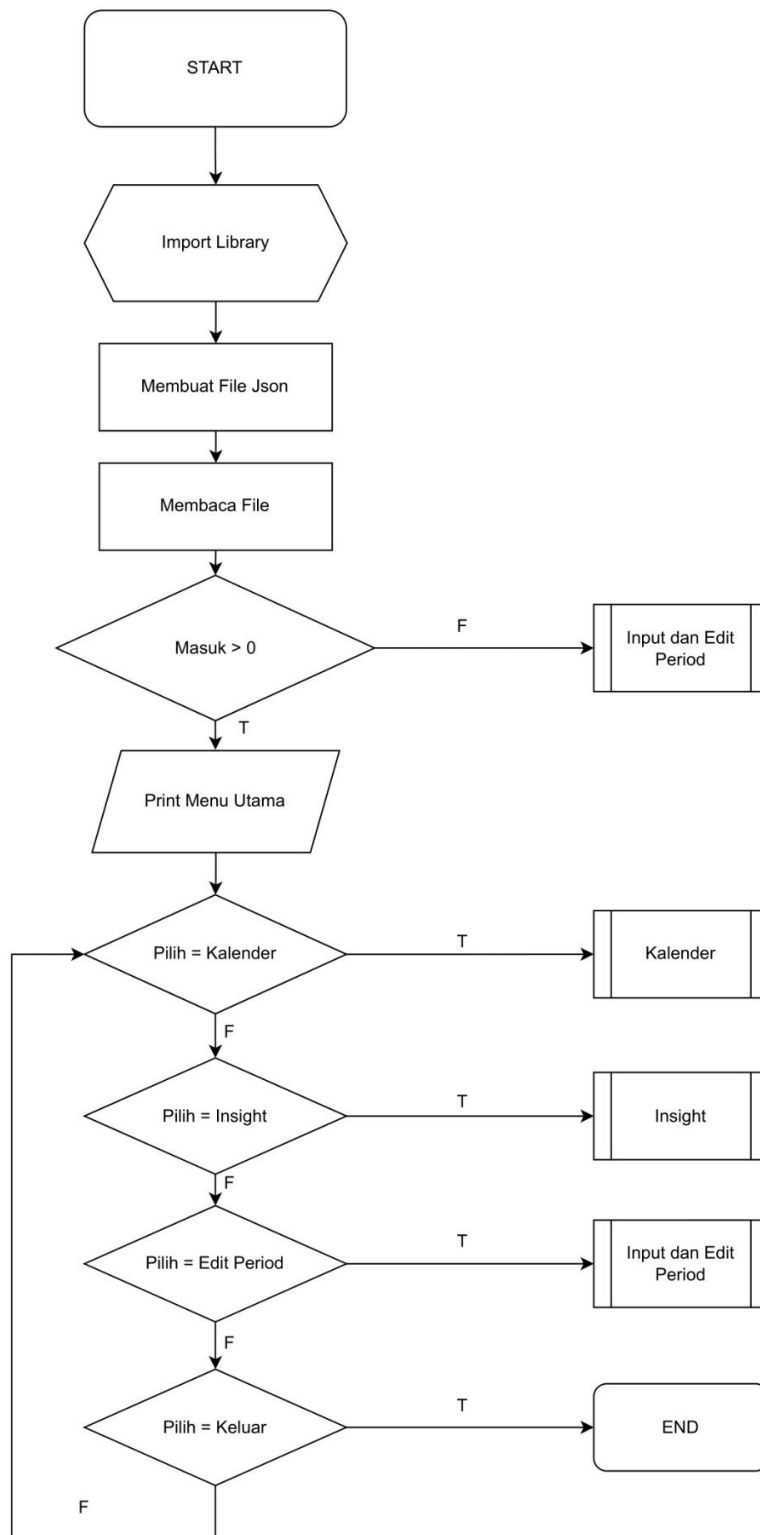 START
Import Library
Membuat File Json
Membaca File
Masuk > 0
F
Input dan Edit
Period
T
Print Menu Utama
Pilih = Kalender
T
Kalender
F
Pilih = Insight
T
Insight
F
Pilih = Edit Period
T
Input dan Edit
Period
F
Pilih = Keluar
T
END
F